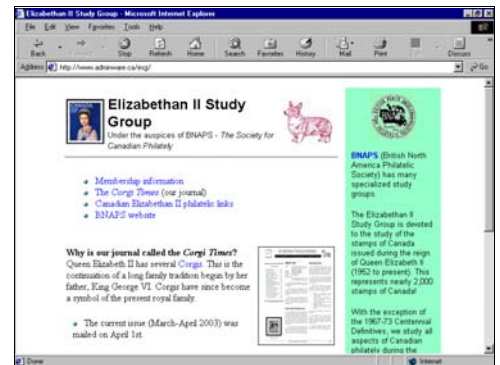 Elizabethan II Study Group - Microsoft Internet Explorer
File Edit View Favorites Tools Help
Back Stop Refresh Home Search Favorites History Mail Print Discuss
Address http://www.adminware.ca/esg/ Go
Elizabethan II Study
Group
Under the auspices of BNAPS - The Society for
Canadian Philately
Membership information
The Corgi Times (our journal)
Canadian Elizabethan II philatelic links
BNAPS website
Why is our journal called the Corgi Times?
Queen Elizabeth II has several Corgis. This is the
continuation of a long family tradition begun by her
father, King George VI. Corgis have since become
a symbol of the present royal family.
The current issue (March-April 2003) was
mailed on April 1st.
BNAPS (British North
America Philatelic
Society) has many
specialized study
groups.
The Elizabethan II
Study Group is devoted
to the study of the
stamps of Canada
issued during the reign
of Queen Elizabeth II
(1952 to present). This
represents nearly 2,000
stamps of Canada!
With the exception of
the 1967-73 Centennial
Definitives, we study all
aspects of Canadian
philately during the
Done Internet